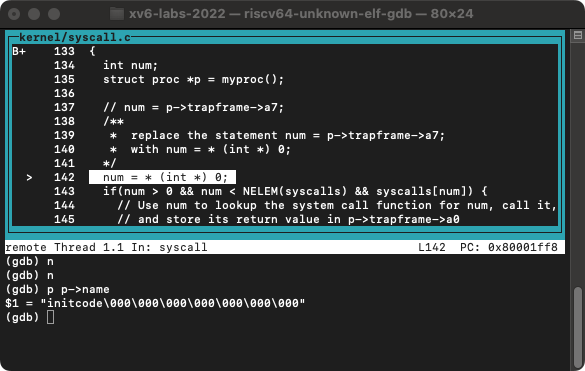 xv6-labs-2022 — riscv64-unknown-elf-gdb — 80×24
kernel/syscall.c
B+ 133 {
134 int num;
135 struct proc *p = myproc();
136
137 // num = p->trapframe->a7;
138 /**
139 * replace the statement num = p->trapframe->a7;
140 * with num = * (int *) 0;
141 */
> 142 num = * (int *) 0;
143 if(num > 0 && num < NELEM(syscalls) && syscalls[num]) {
144 // Use num to lookup the system call function for num, call it,
145 // and store its return value in p->trapframe->a0
remote Thread 1.1 In: syscall L142 PC: 0x80001ff8
(gdb) n
(gdb) n
(gdb) p p->name
$1 = "initcode\000\000\000\000\000\000\000"
(gdb)